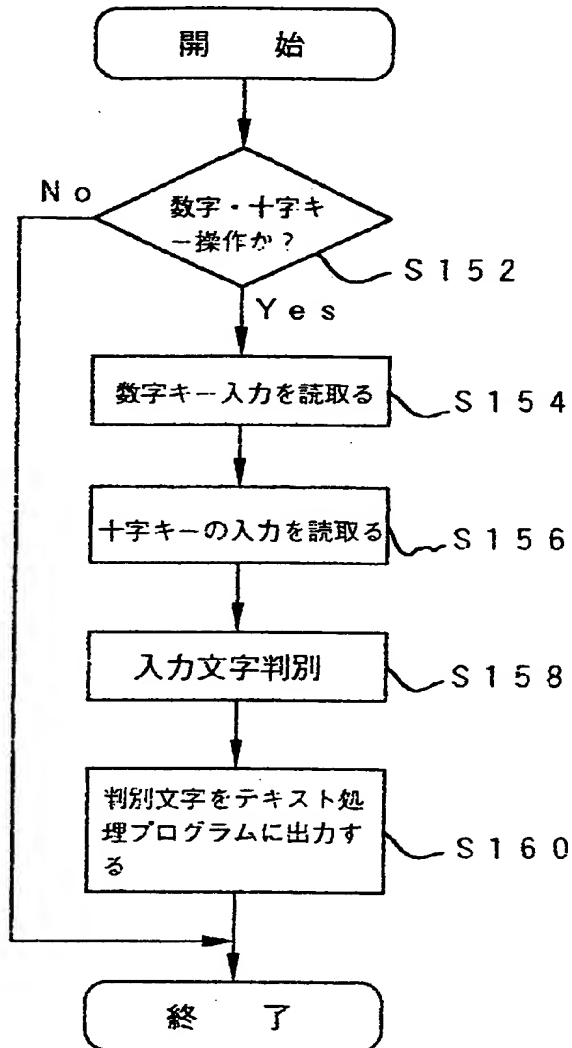 開 始
No
数字・十字キ
ー操作か?
S152
Yes
数字キー入力を読取る
S154
十字キーの入力を読取る
S156
入力文字判別
S158
判別文字をテキスト処
理プログラムに出力す
る
S160
終 了